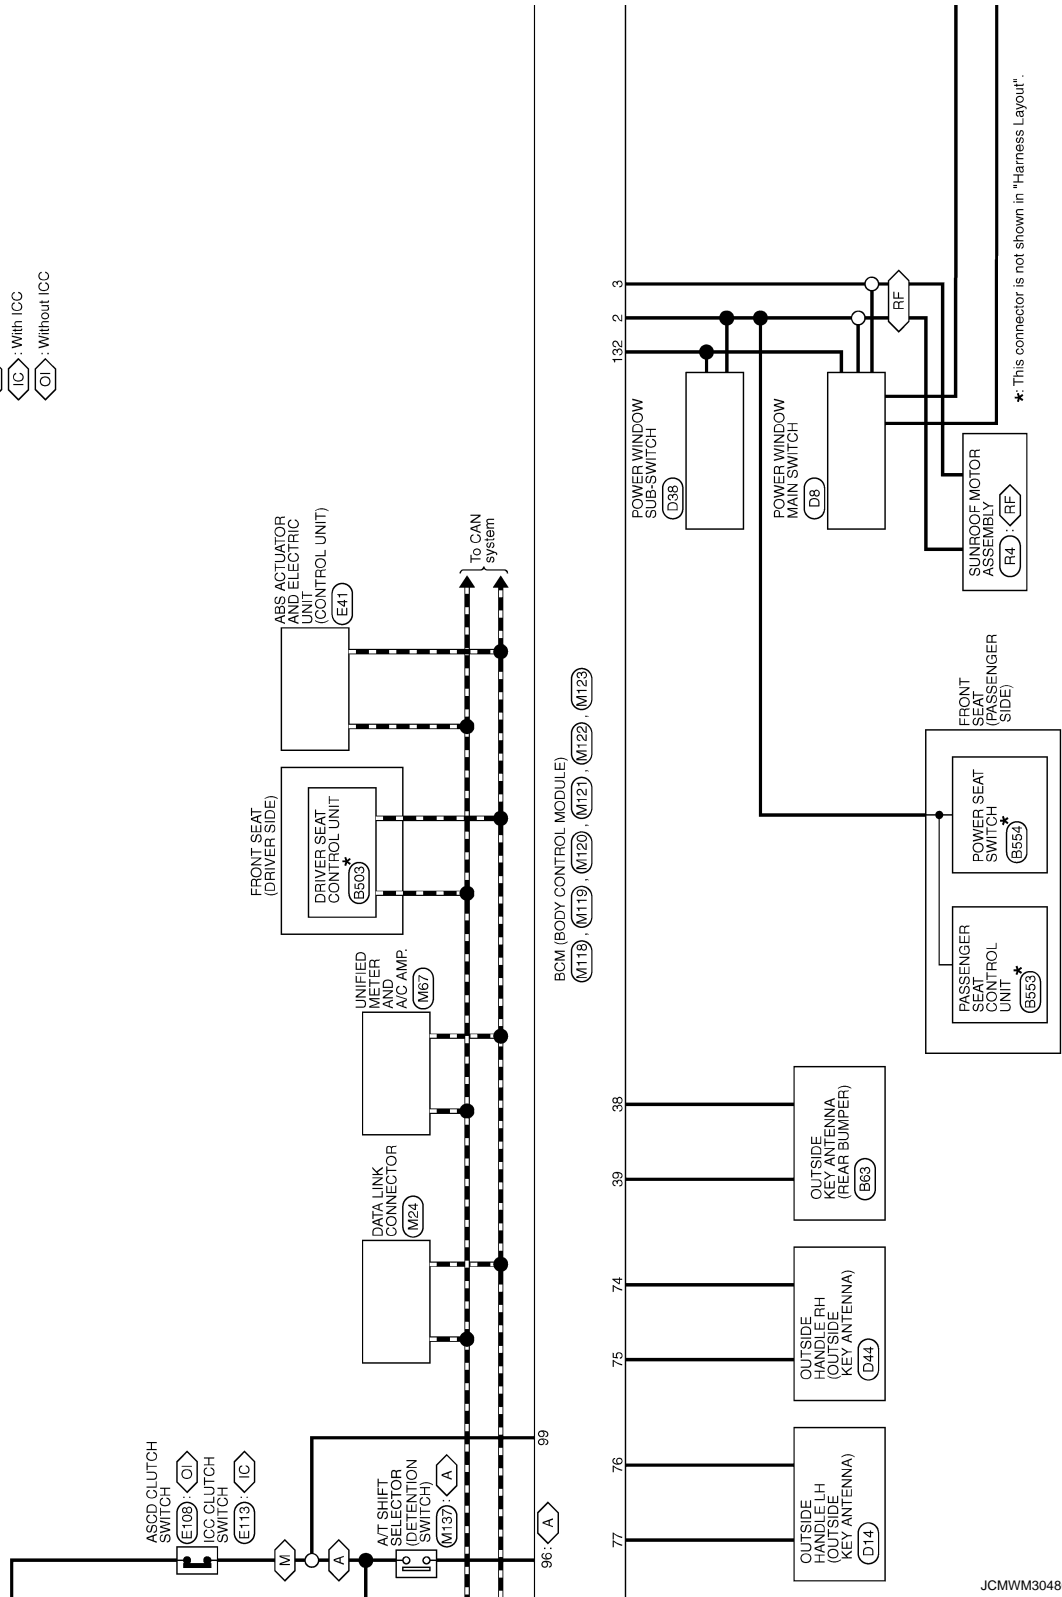 IC : With ICC
OI : Without ICC
ASCD CLUTCH
SWITCH
E108 : OI
ICC CLUTCH
SWITCH
E113 : IC
M
A
A/T SHIFT
SELECTOR
(DETENTION
SWITCH)
M137 : A
96 : A
99
DATA LINK
CONNECTOR
M24
UNIFIED
METER
AND
A/C AMP.
M67
FRONT SEAT
(DRIVER SIDE)
DRIVER SEAT
CONTROL UNIT
*
B503
ABS ACTUATOR
AND ELECTRIC
UNIT
(CONTROL UNIT)
E41
To CAN
system
BCM (BODY CONTROL MODULE)
M118 , M119 , M120 , M121 , M122 , M123
77
76
75
74
39
38
132
2
3
OUTSIDE
HANDLE LH
(OUTSIDE
KEY ANTENNA)
D14
OUTSIDE
HANDLE RH
(OUTSIDE
KEY ANTENNA)
D44
OUTSIDE
KEY ANTENNA
(REAR BUMPER)
B63
POWER WINDOW
SUB-SWITCH
D38
POWER WINDOW
MAIN SWITCH
D8
RF
FRONT
SEAT
(PASSENGER
SIDE)
PASSENGER
SEAT
CONTROL
UNIT
*
B553
POWER SEAT
SWITCH
*
B554
SUNROOF MOTOR
ASSEMBLY
R4 : RF
*: This connector is not shown in "Harness Layout".
JCMWM3048